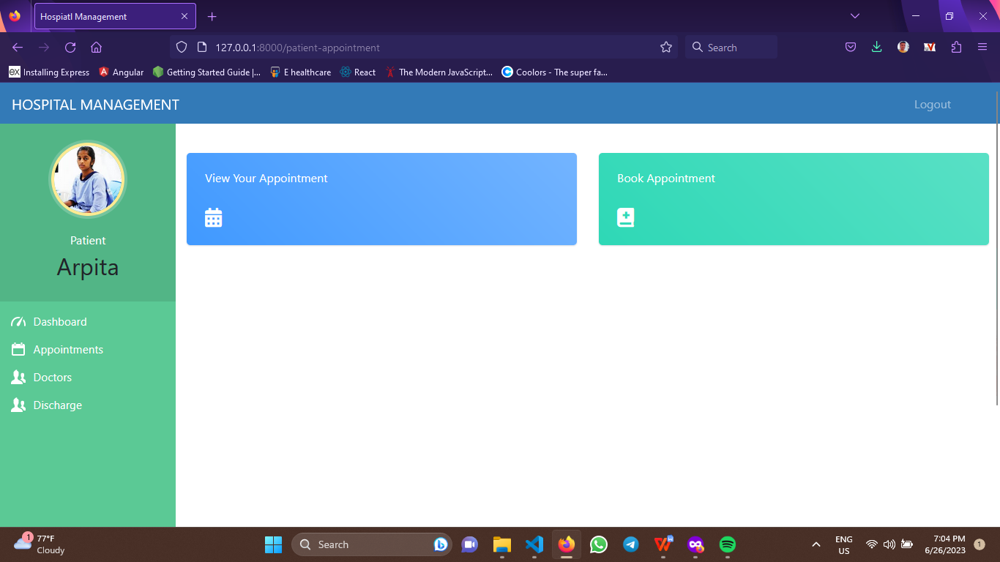 Hospiatl Management
127.0.0.1:8000/patient-appointment
Search
Installing Express
Angular
Getting Started Guide |...
E healthcare
React
The Modern JavaScript...
Coolors - The super fa...
HOSPITAL MANAGEMENT
Logout
Patient
Arpita
Dashboard
Appointments
Doctors
Discharge
View Your Appointment
Book Appointment
1
77°F
Cloudy
Search
ENG
US
7:04 PM
6/26/2023
1